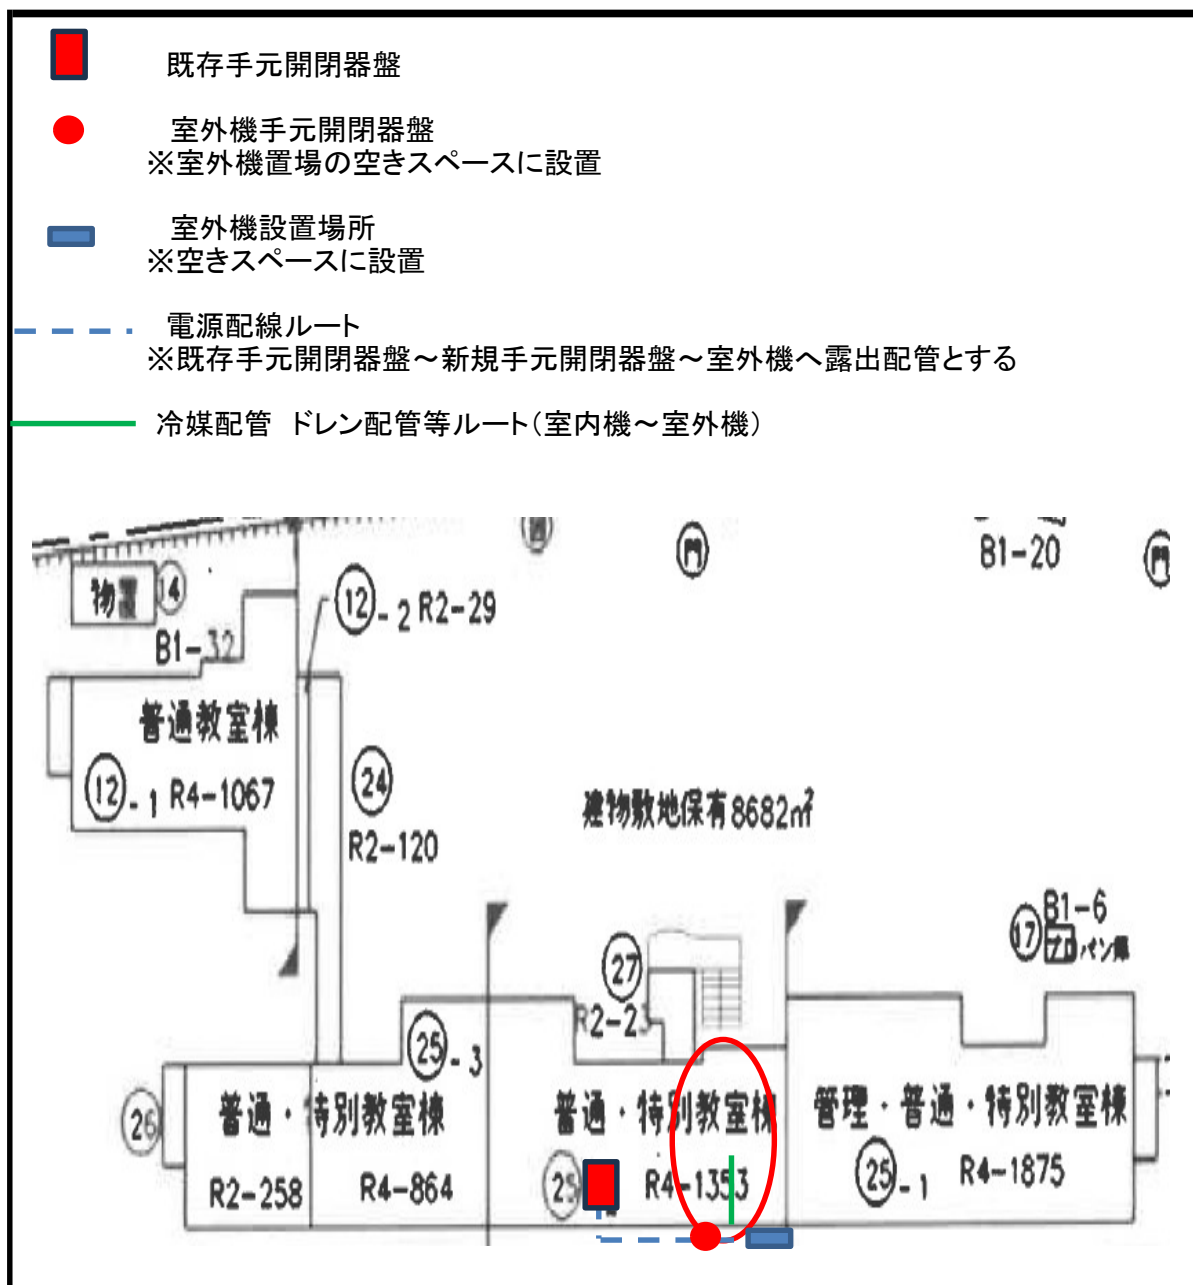 既存手元開閉器盤
室外機手元開閉器盤
※室外機置場の空きスペースに設置
室外機設置場所
※空きスペースに設置
電源配線ルート
※既存手元開閉器盤～新規手元開閉器盤～室外機へ露出配管とする
冷媒配管 ドレン配管等ルート(室内機～室外機)
門
B1-20
門
物置
14
B1-32
12-2 R2-29
普通教室棟
12-1 R4-1067
24
R2-120
建物敷地保有8682㎡
B1-6
17
プロパン庫
27
R2-23
25-3
26
普通・特別教室棟
普通・特別教室棟
管理・普通・特別教室棟
R2-258
R4-864
25
R4-1353
25-1 R4-1875